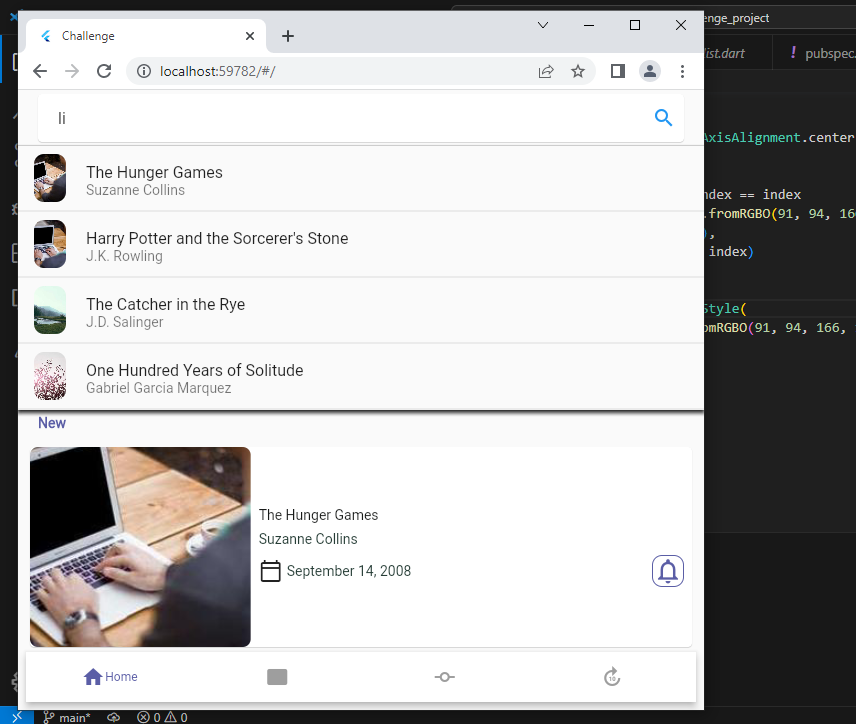 Challenge
enge_project
localhost:59782/#/
list.dart
! pubspec.
li
AxisAlignment.center
The Hunger Games
Suzanne Collins
ndex == index
.fromRGBO(91, 94, 16
Harry Potter and the Sorcerer's Stone
J.K. Rowling
),
index)
The Catcher in the Rye
J.D. Salinger
Style(
omRGBO(91, 94, 166,
One Hundred Years of Solitude
Gabriel Garcia Marquez
New
The Hunger Games
Suzanne Collins
September 14, 2008
Home
10
main*
0
0